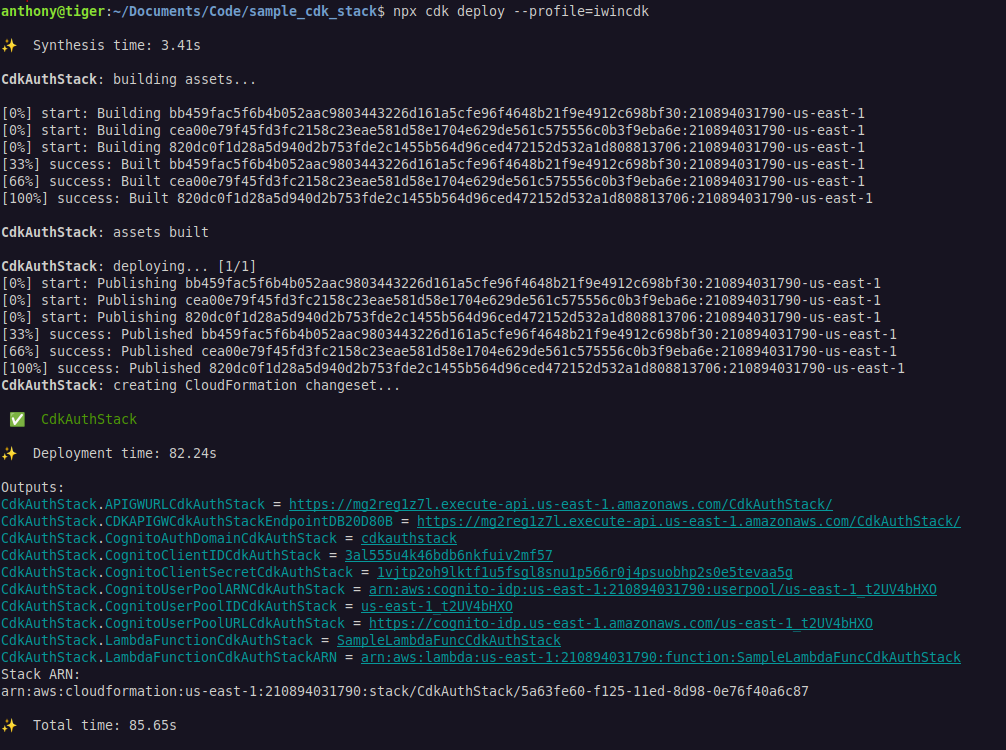 anthony@tiger:~/Documents/Code/sample_cdk_stack$ npx cdk deploy --profile=iwincdk
✨  Synthesis time: 3.41s
CdkAuthStack: building assets...
[0%] start: Building bb459fac5f6b4b052aac9803443226d161a5cfe96f4648b21f9e4912c698bf30:210894031790-us-east-1
[0%] start: Building cea00e79f45fd3fc2158c23eae581d58e1704e629de561c575556c0b3f9eba6e:210894031790-us-east-1
[0%] start: Building 820dc0f1d28a5d940d2b753fde2c1455b564d96ced472152d532a1d808813706:210894031790-us-east-1
[33%] success: Built bb459fac5f6b4b052aac9803443226d161a5cfe96f4648b21f9e4912c698bf30:210894031790-us-east-1
[66%] success: Built cea00e79f45fd3fc2158c23eae581d58e1704e629de561c575556c0b3f9eba6e:210894031790-us-east-1
[100%] success: Built 820dc0f1d28a5d940d2b753fde2c1455b564d96ced472152d532a1d808813706:210894031790-us-east-1
CdkAuthStack: assets built
CdkAuthStack: deploying... [1/1]
[0%] start: Publishing bb459fac5f6b4b052aac9803443226d161a5cfe96f4648b21f9e4912c698bf30:210894031790-us-east-1
[0%] start: Publishing cea00e79f45fd3fc2158c23eae581d58e1704e629de561c575556c0b3f9eba6e:210894031790-us-east-1
[0%] start: Publishing 820dc0f1d28a5d940d2b753fde2c1455b564d96ced472152d532a1d808813706:210894031790-us-east-1
[33%] success: Published bb459fac5f6b4b052aac9803443226d161a5cfe96f4648b21f9e4912c698bf30:210894031790-us-east-1
[66%] success: Published cea00e79f45fd3fc2158c23eae581d58e1704e629de561c575556c0b3f9eba6e:210894031790-us-east-1
[100%] success: Published 820dc0f1d28a5d940d2b753fde2c1455b564d96ced472152d532a1d808813706:210894031790-us-east-1
CdkAuthStack: creating CloudFormation changeset...
✅  CdkAuthStack
✨  Deployment time: 82.24s
Outputs:
CdkAuthStack.APIGWURLCdkAuthStack = https://mg2reg1z7l.execute-api.us-east-1.amazonaws.com/CdkAuthStack/
CdkAuthStack.CDKAPIGWCdkAuthStackEndpointDB20D80B = https://mg2reg1z7l.execute-api.us-east-1.amazonaws.com/CdkAuthStack/
CdkAuthStack.CognitoAuthDomainCdkAuthStack = cdkauthstack
CdkAuthStack.CognitoClientIDCdkAuthStack = 3al555u4k46bdb6nkfuiv2mf57
CdkAuthStack.CognitoClientSecretCdkAuthStack = 1vjtp2oh9lktf1u5fsgl8snu1p566r0j4psuobhp2s0e5tevaa5g
CdkAuthStack.CognitoUserPoolARNCdkAuthStack = arn:aws:cognito-idp:us-east-1:210894031790:userpool/us-east-1_t2UV4bHXO
CdkAuthStack.CognitoUserPoolIDCdkAuthStack = us-east-1_t2UV4bHXO
CdkAuthStack.CognitoUserPoolURLCdkAuthStack = https://cognito-idp.us-east-1.amazonaws.com/us-east-1_t2UV4bHXO
CdkAuthStack.LambdaFunctionCdkAuthStack = SampleLambdaFuncCdkAuthStack
CdkAuthStack.LambdaFunctionCdkAuthStackARN = arn:aws:lambda:us-east-1:210894031790:function:SampleLambdaFuncCdkAuthStack
Stack ARN:
arn:aws:cloudformation:us-east-1:210894031790:stack/CdkAuthStack/5a63fe60-f125-11ed-8d98-0e76f40a6c87
✨  Total time: 85.65s